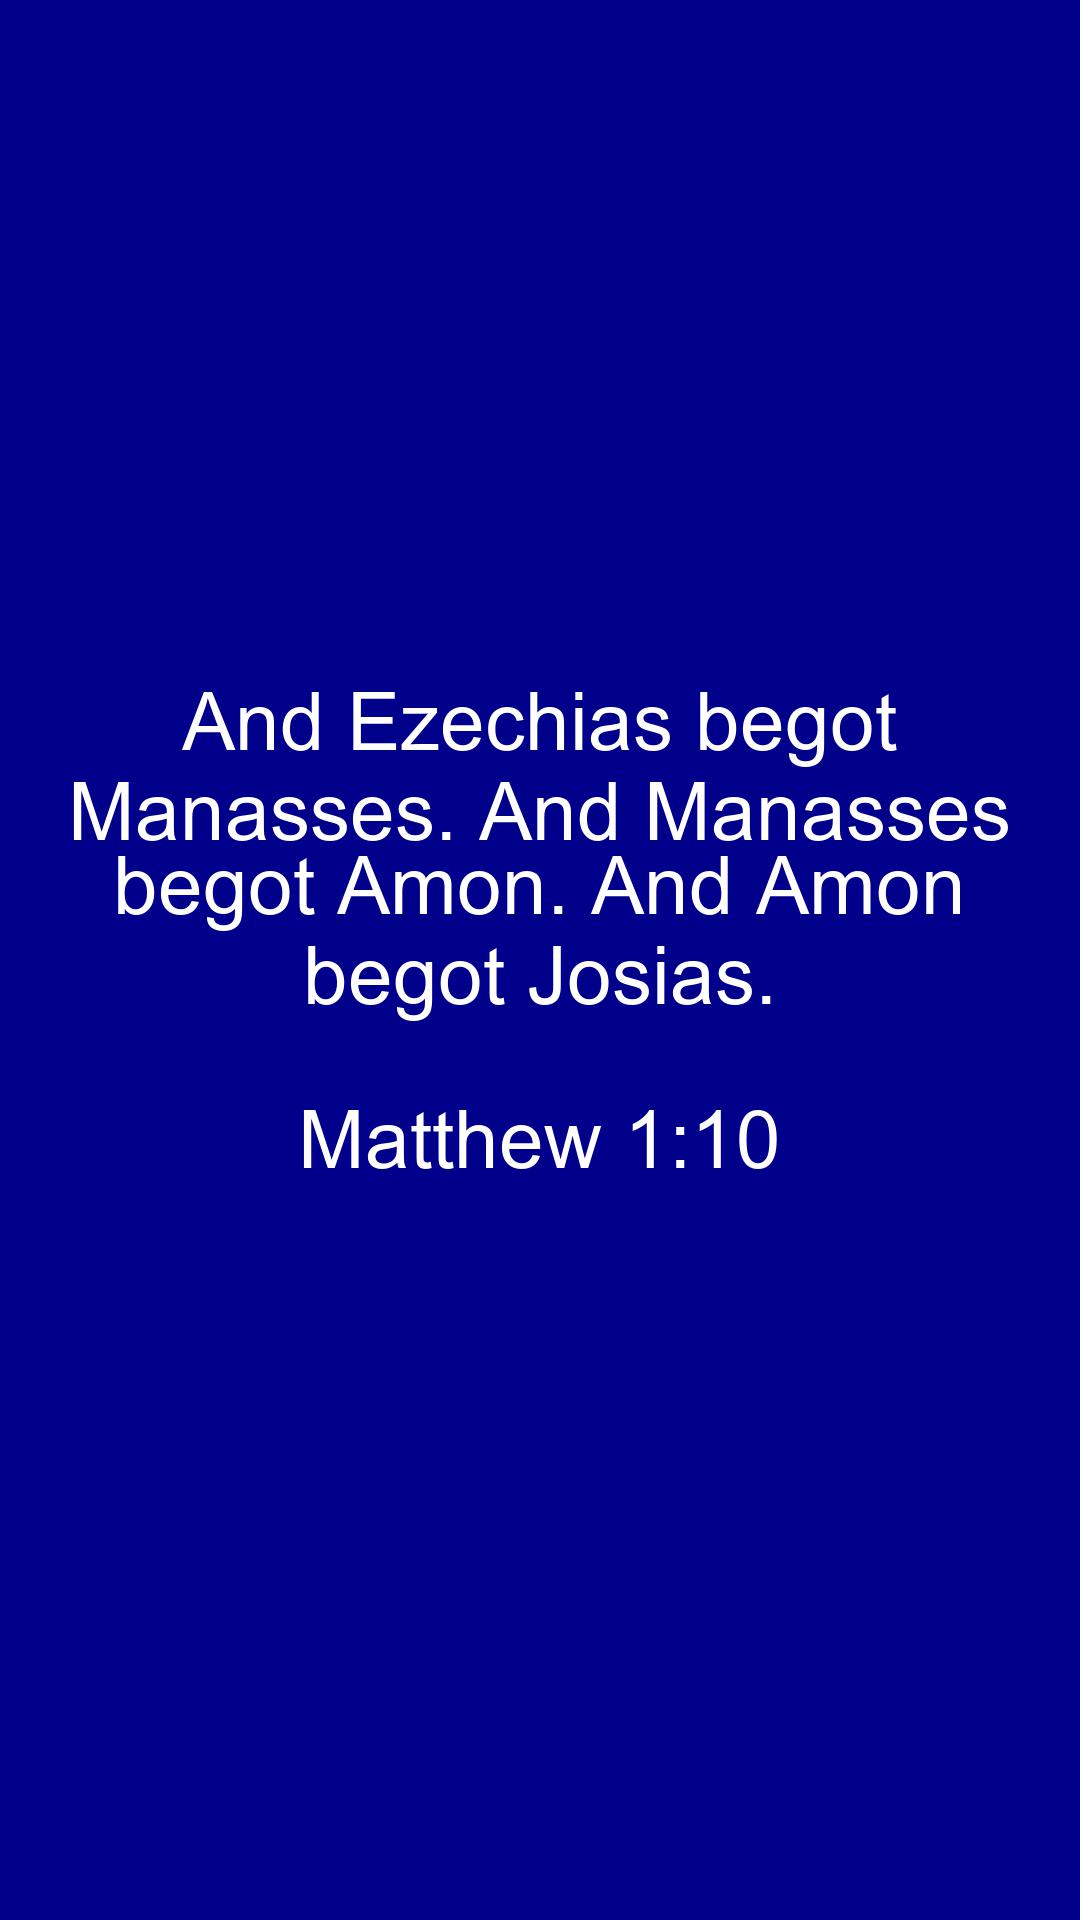 And Ezechias begot
Manasses. And Manasses
begot Amon. And Amon
begot Josias.
Matthew 1:10